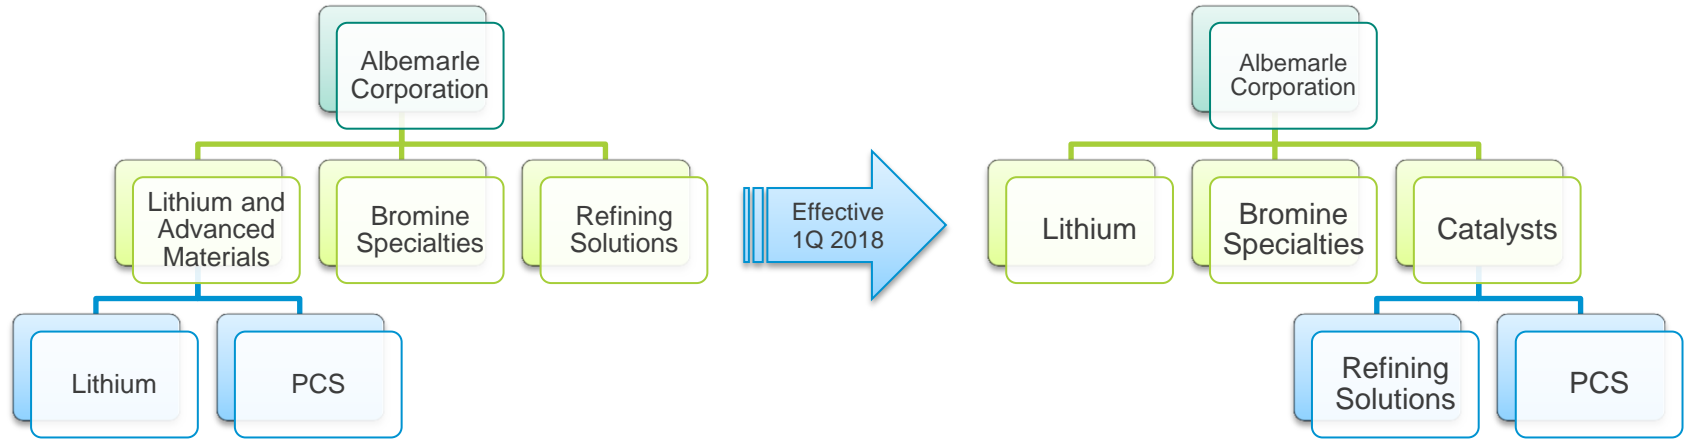 Albemarle
Corporation
Lithium and
Advanced
Materials
Bromine
Specialties
Refining
Solutions
Lithium
PCS
Effective
1Q 2018
Albemarle
Corporation
Lithium
Bromine
Specialties
Catalysts
Refining
Solutions
PCS